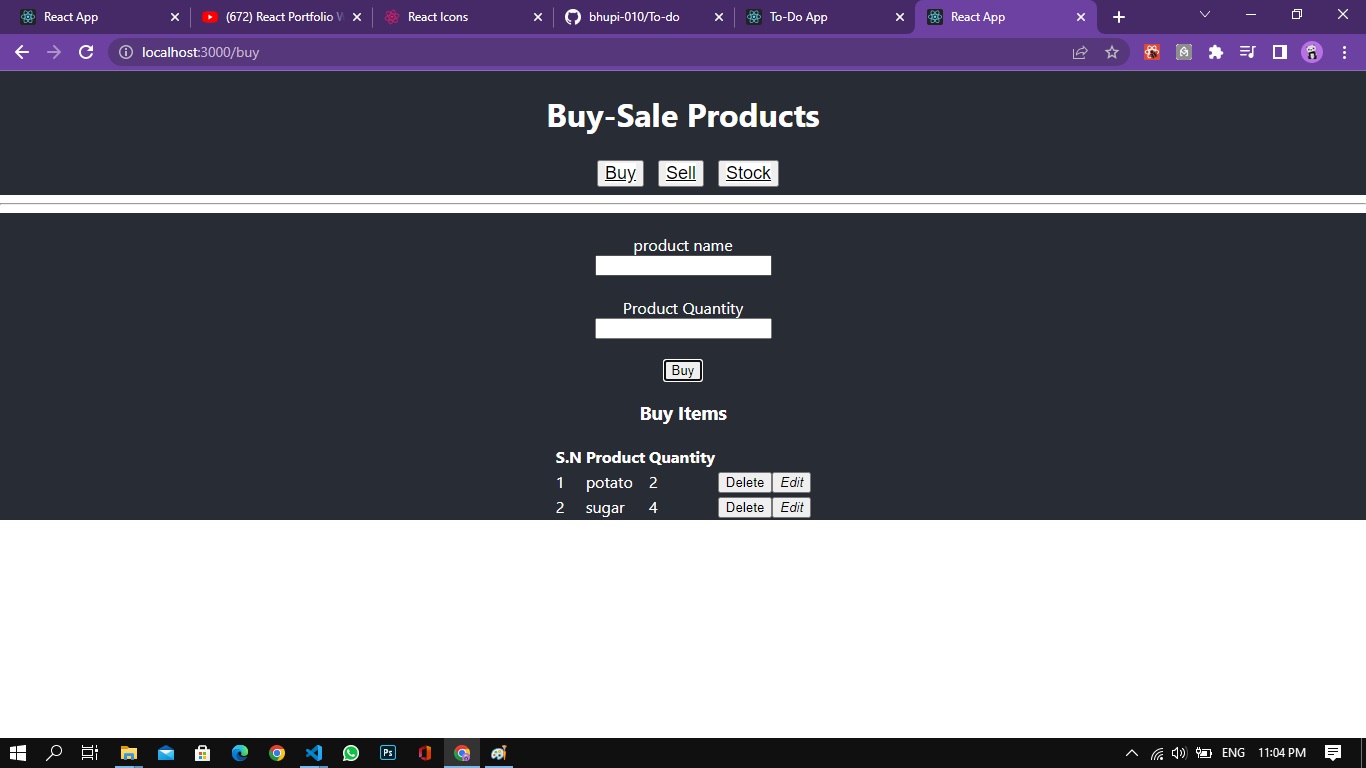 React App
(672) React Portfolio W
React Icons
bhupi-010/To-do
To-Do App
React App
localhost:3000/buy
Buy-Sale Products
Buy Sell Stock
product name
Product Quantity
Buy
Buy Items
S.N Product Quantity
1 potato 2 Delete Edit
2 sugar 4 Delete Edit
Ps
ENG 11:04 PM